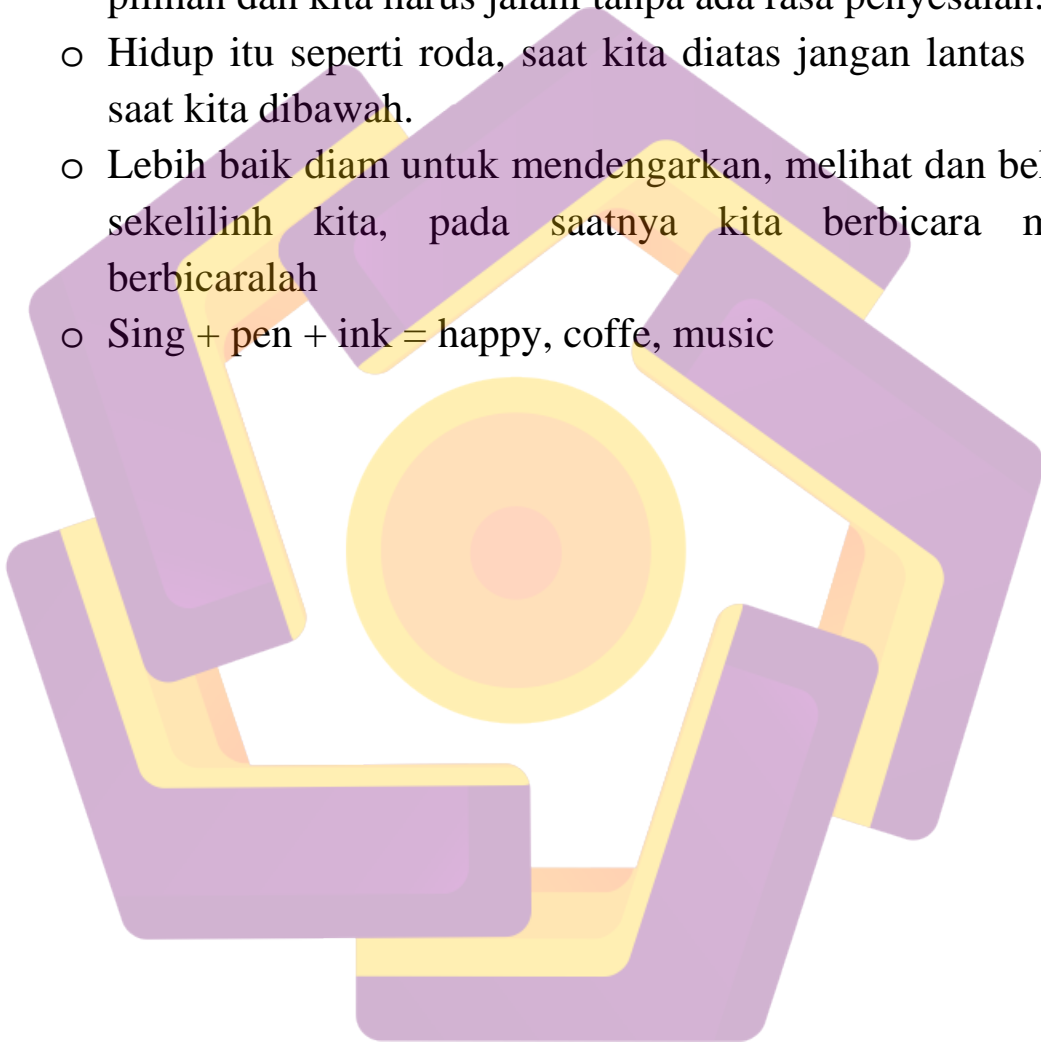 pilihan dan kita harus jalani tanpa ada rasa penyesalan.
o Hidup itu seperti roda, saat kita diatas jangan lantas
saat kita dibawah.
o Lebih baik diam untuk mendengarkan, melihat dan
sekelilinh kita, pada saatnya kita berbicara
berbicaralah
o Sing + pen + ink = happy, coffe, music